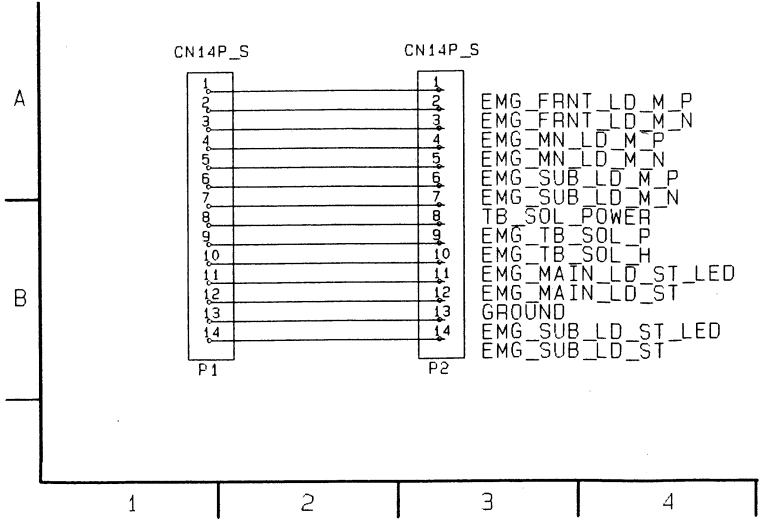 CN14P_S CN14P_S
A
1 1
2 2 EMG_FRNT_LD_M_P
3 3 EMG_FRNT_LD_M_N
4 4 EMG_MN_LD_M_P
5 5 EMG_MN_LD_M_N
6 6 EMG_SUB_LD_M_P
7 7 EMG_SUB_LD_M_N
8 8 TB_SOL_POWER
9 9 EMG_TB_SOL_P
10 10 EMG_TB_SOL_H
11 11 EMG_MAIN_LD_ST_LED
B
12 12 EMG_MAIN_LD_ST
13 13 GROUND
14 14 EMG_SUB_LD_ST_LED
EMG_SUB_LD_ST
P1 P2
1 2 3 4